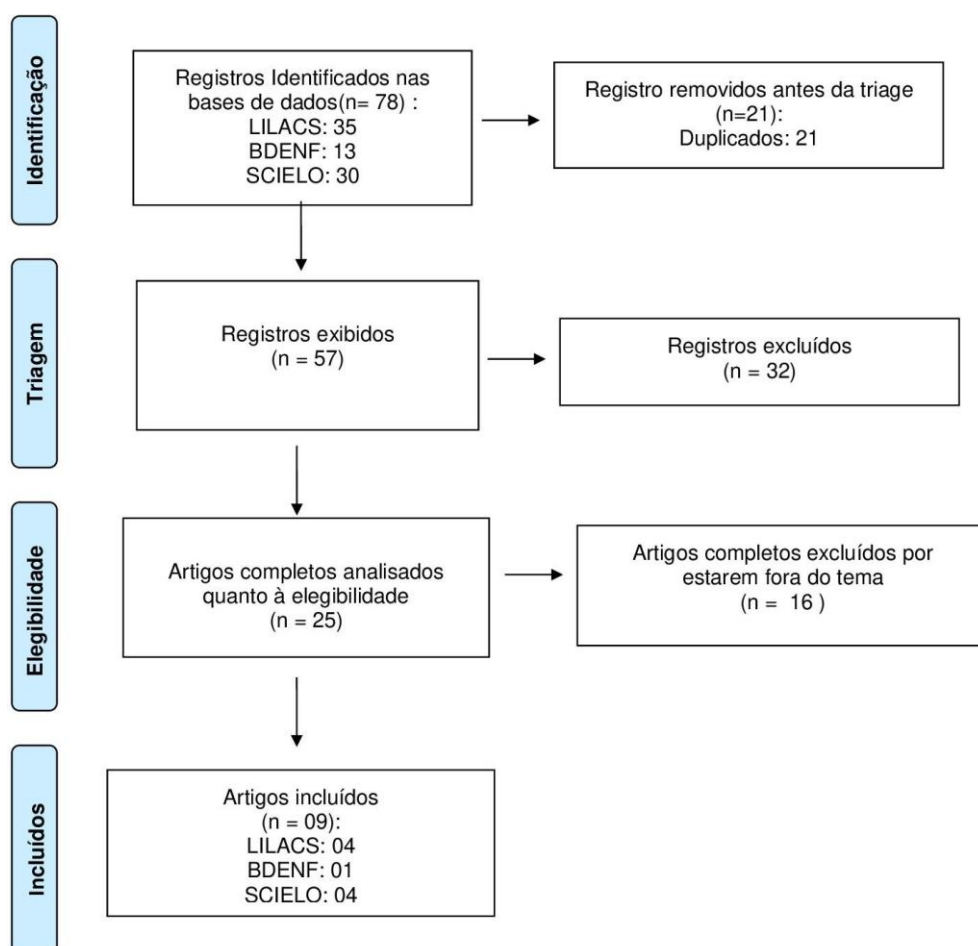 Identificação
Registros Identificados nas
bases de dados(n= 78) :
LILACS: 35
BDENF: 13
SCIELO: 30
Registro removidos antes da triage
(n=21):
Duplicados: 21
Triagem
Registros exibidos
(n = 57)
Registros excluídos
(n = 32)
Elegibilidade
Artigos completos analisados
quanto à elegibilidade
(n = 25)
Artigos completos excluídos por
estarem fora do tema
(n = 16 )
Incluídos
Artigos incluídos
(n = 09):
LILACS: 04
BDENF: 01
SCIELO: 04